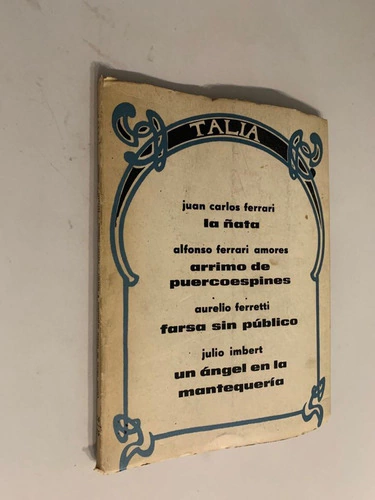 TALIA
juan carlos ferrari
la ñata
alfonso ferrari amores
arrimo de
puercoespines
aurelio ferretti
farsa sin público
julio imbert
un ángel en la
mantequería